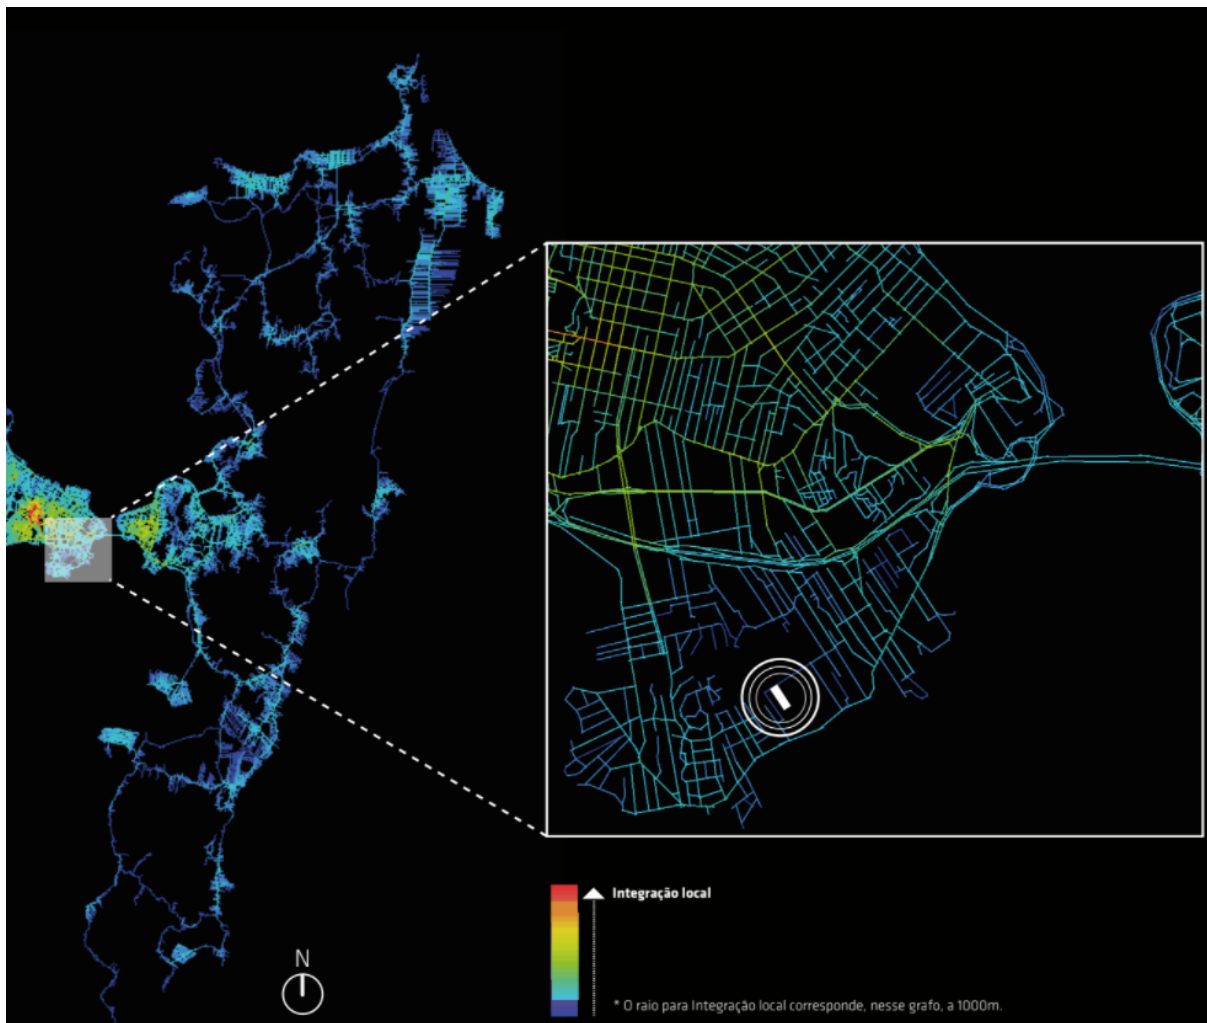 Integração local
N
* O raio para Integração local corresponde, nesse grafo, a 1000m.